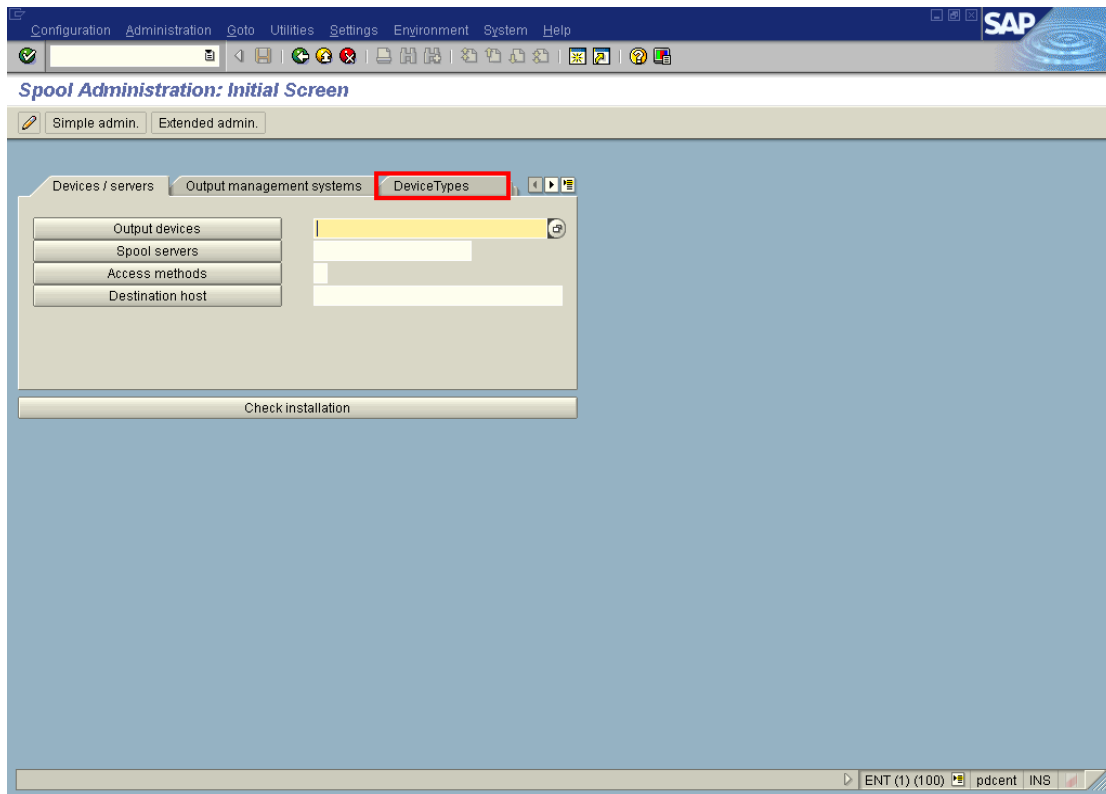 Configuration Administration Goto Utilities Settings Environment System Help
SAP
Spool Administration: Initial Screen
Simple admin. Extended admin.
Devices / servers Output management systems DeviceTypes
Output devices
Spool servers
Access methods
Destination host
Check installation
ENT (1) (100) pdcent INS